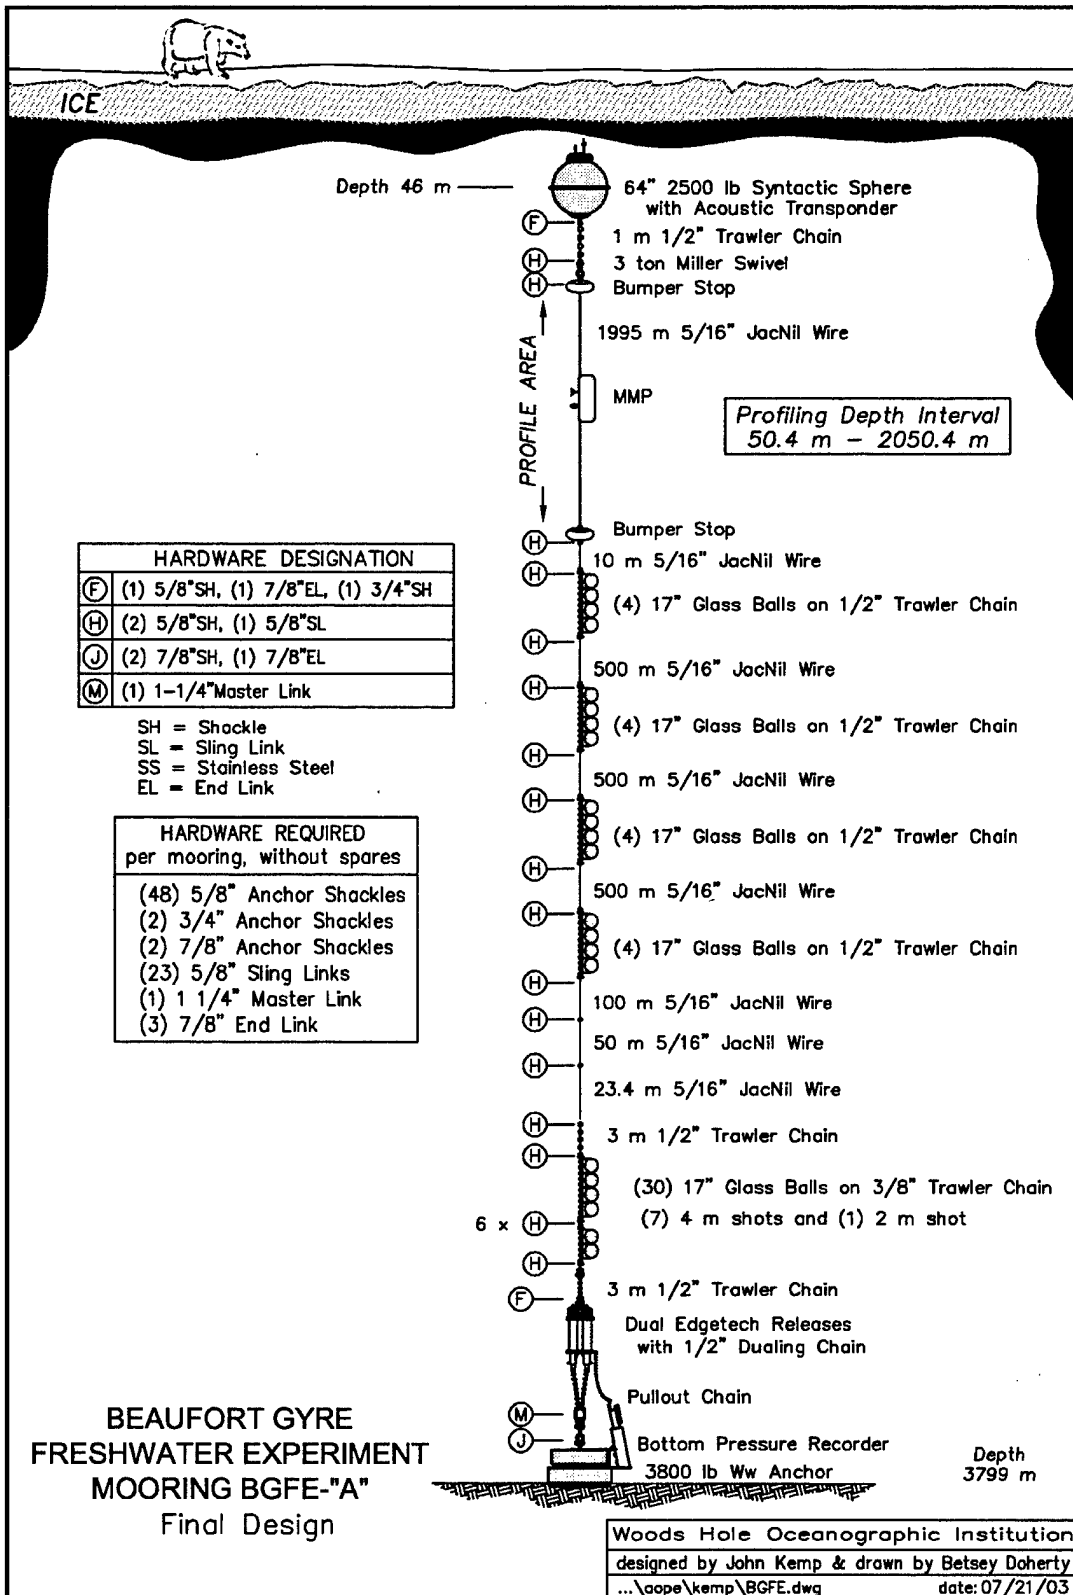 ICE
Depth 46 m
64" 2500 lb Syntactic Sphere
with Acoustic Transponder
F
1 m 1/2" Trawler Chain
H
3 ton Miller Swivel
H
Bumper Stop
1995 m 5/16" JacNil Wire
PROFILE AREA
MMP
Profiling Depth Interval
50.4 m - 2050.4 m
Bumper Stop
H
10 m 5/16" JacNil Wire
H
(4) 17" Glass Balls on 1/2" Trawler Chain
H
500 m 5/16" JacNil Wire
H
(4) 17" Glass Balls on 1/2" Trawler Chain
H
500 m 5/16" JacNil Wire
H
(4) 17" Glass Balls on 1/2" Trawler Chain
H
500 m 5/16" JacNil Wire
H
(4) 17" Glass Balls on 1/2" Trawler Chain
H
100 m 5/16" JacNil Wire
H
50 m 5/16" JacNil Wire
H
23.4 m 5/16" JacNil Wire
H
3 m 1/2" Trawler Chain
H
(30) 17" Glass Balls on 3/8" Trawler Chain
6 x H
(7) 4 m shots and (1) 2 m shot
H
3 m 1/2" Trawler Chain
F
Dual Edgetech Releases
with 1/2" Dualing Chain
Pullout Chain
M
J
Bottom Pressure Recorder
3800 lb Ww Anchor
Depth
3799 m
HARDWARE DESIGNATION
F (1) 5/8"SH, (1) 7/8"EL, (1) 3/4"SH
H (2) 5/8"SH, (1) 5/8"SL
J (2) 7/8"SH, (1) 7/8"EL
M (1) 1-1/4"Master Link
SH = Shackle
SL = Sling Link
SS = Stainless Steel
EL = End Link
HARDWARE REQUIRED
per mooring, without spares
(48) 5/8" Anchor Shackles
(2) 3/4" Anchor Shackles
(2) 7/8" Anchor Shackles
(23) 5/8" Sling Links
(1) 1 1/4" Master Link
(3) 7/8" End Link
BEAUFORT GYRE
FRESHWATER EXPERIMENT
MOORING BGFE-"A"
Final Design
Woods Hole Oceanographic Institution
designed by John Kemp & drawn by Betsey Doherty
...\aope\kemp\BGFE.dwg date: 07/21/03